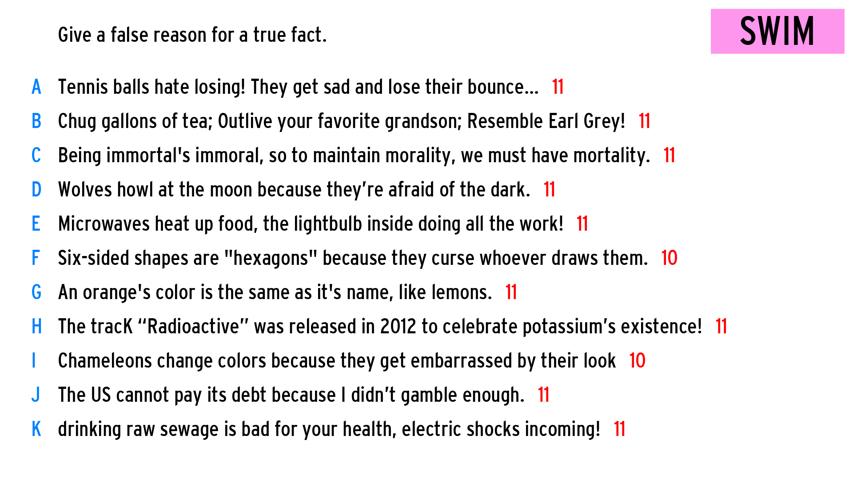 Give a false reason for a true fact.
SWIM
A Tennis balls hate losing! They get sad and lose their bounce... 11
B Chug gallons of tea; Outlive your favorite grandson; Resemble Earl Grey! 11
C Being immortal's immoral, so to maintain morality, we must have mortality. 11
D Wolves howl at the moon because they're afraid of the dark. 11
E Microwaves heat up food, the lightbulb inside doing all the work! 11
F Six-sided shapes are "hexagons" because they curse whoever draws them. 10
G An orange's color is the same as it's name, like lemons. 11
H The tracK “Radioactive” was released in 2012 to celebrate potassium's existence! 11
I Chameleons change colors because they get embarrassed by their look 10
J The US cannot pay its debt because I didn't gamble enough. 11
K drinking raw sewage is bad for your health, electric shocks incoming! 11